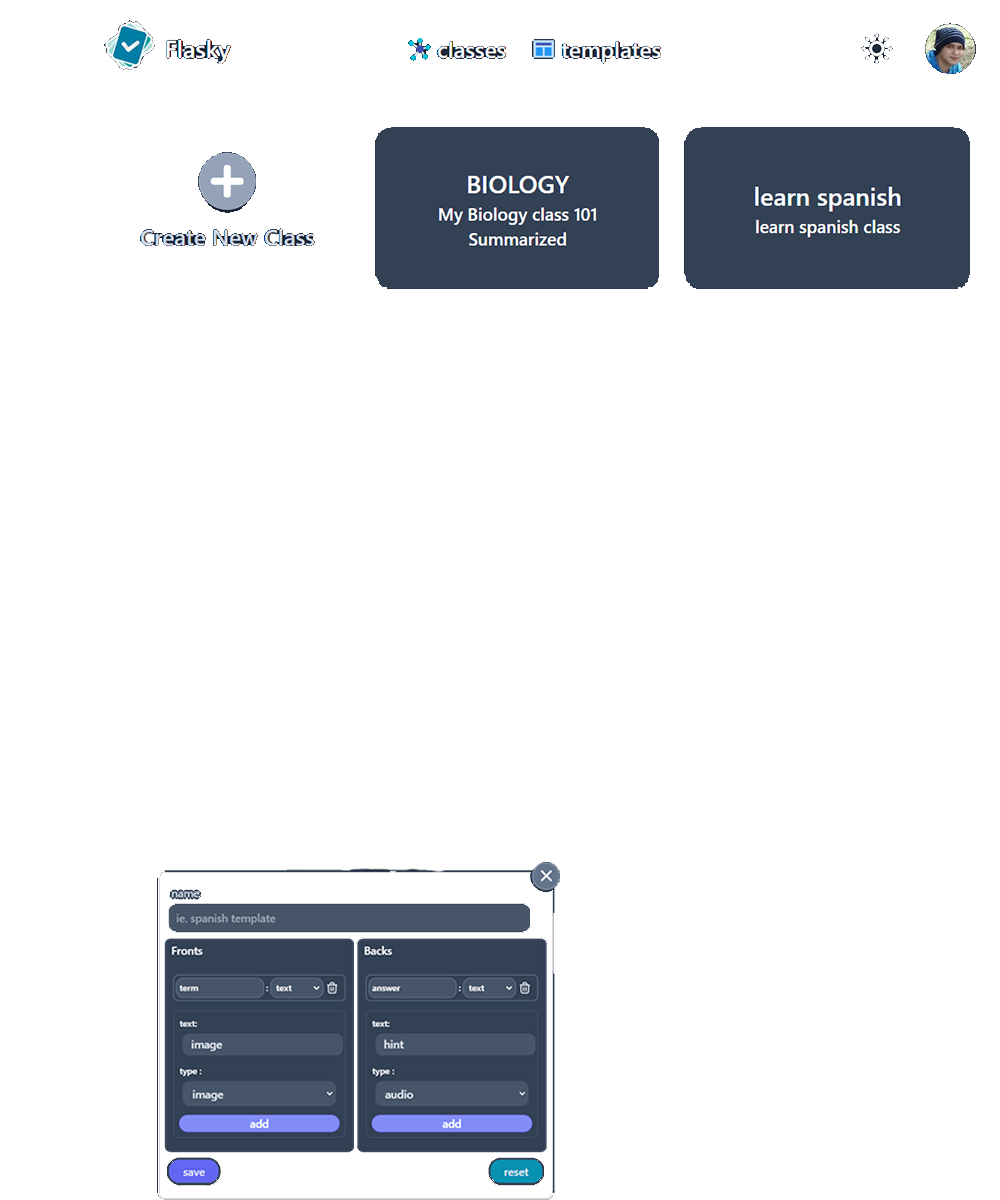 Flasky
classes
templates
Create New Class
BIOLOGY
My Biology class 101
Summarized
learn spanish
learn spanish class
name
ie. spanish template
Fronts
term : text
text:
image
type :
image
add
Backs
answer : text
text:
hint
type :
audio
add
save
reset